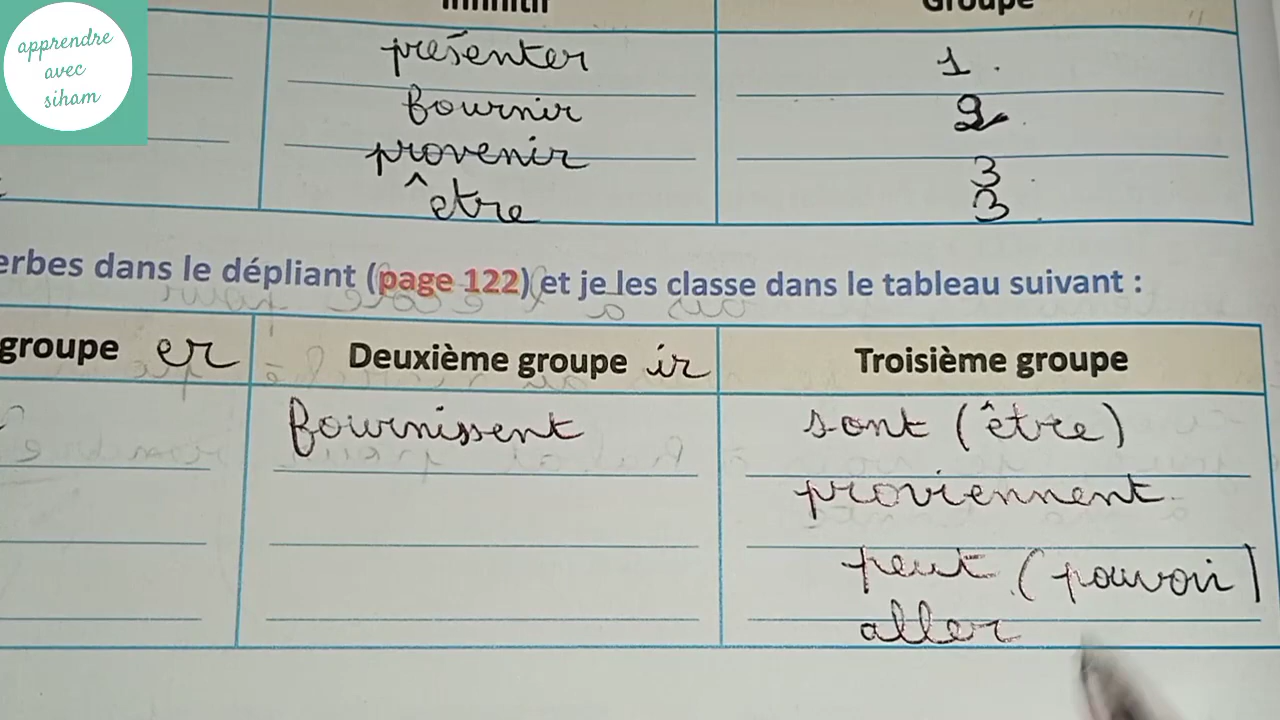 apprendre
avec
siham
Infinitif
Groupe
présenter
1.
fournir
2
provenir
3
être
3
erbes dans le dépliant (page 122) et je les classe dans le tableau suivant :
groupe er
Deuxième groupe ir
Troisième groupe
fournissent
sont (être)
proviennent
peut (pouvoir)
aller